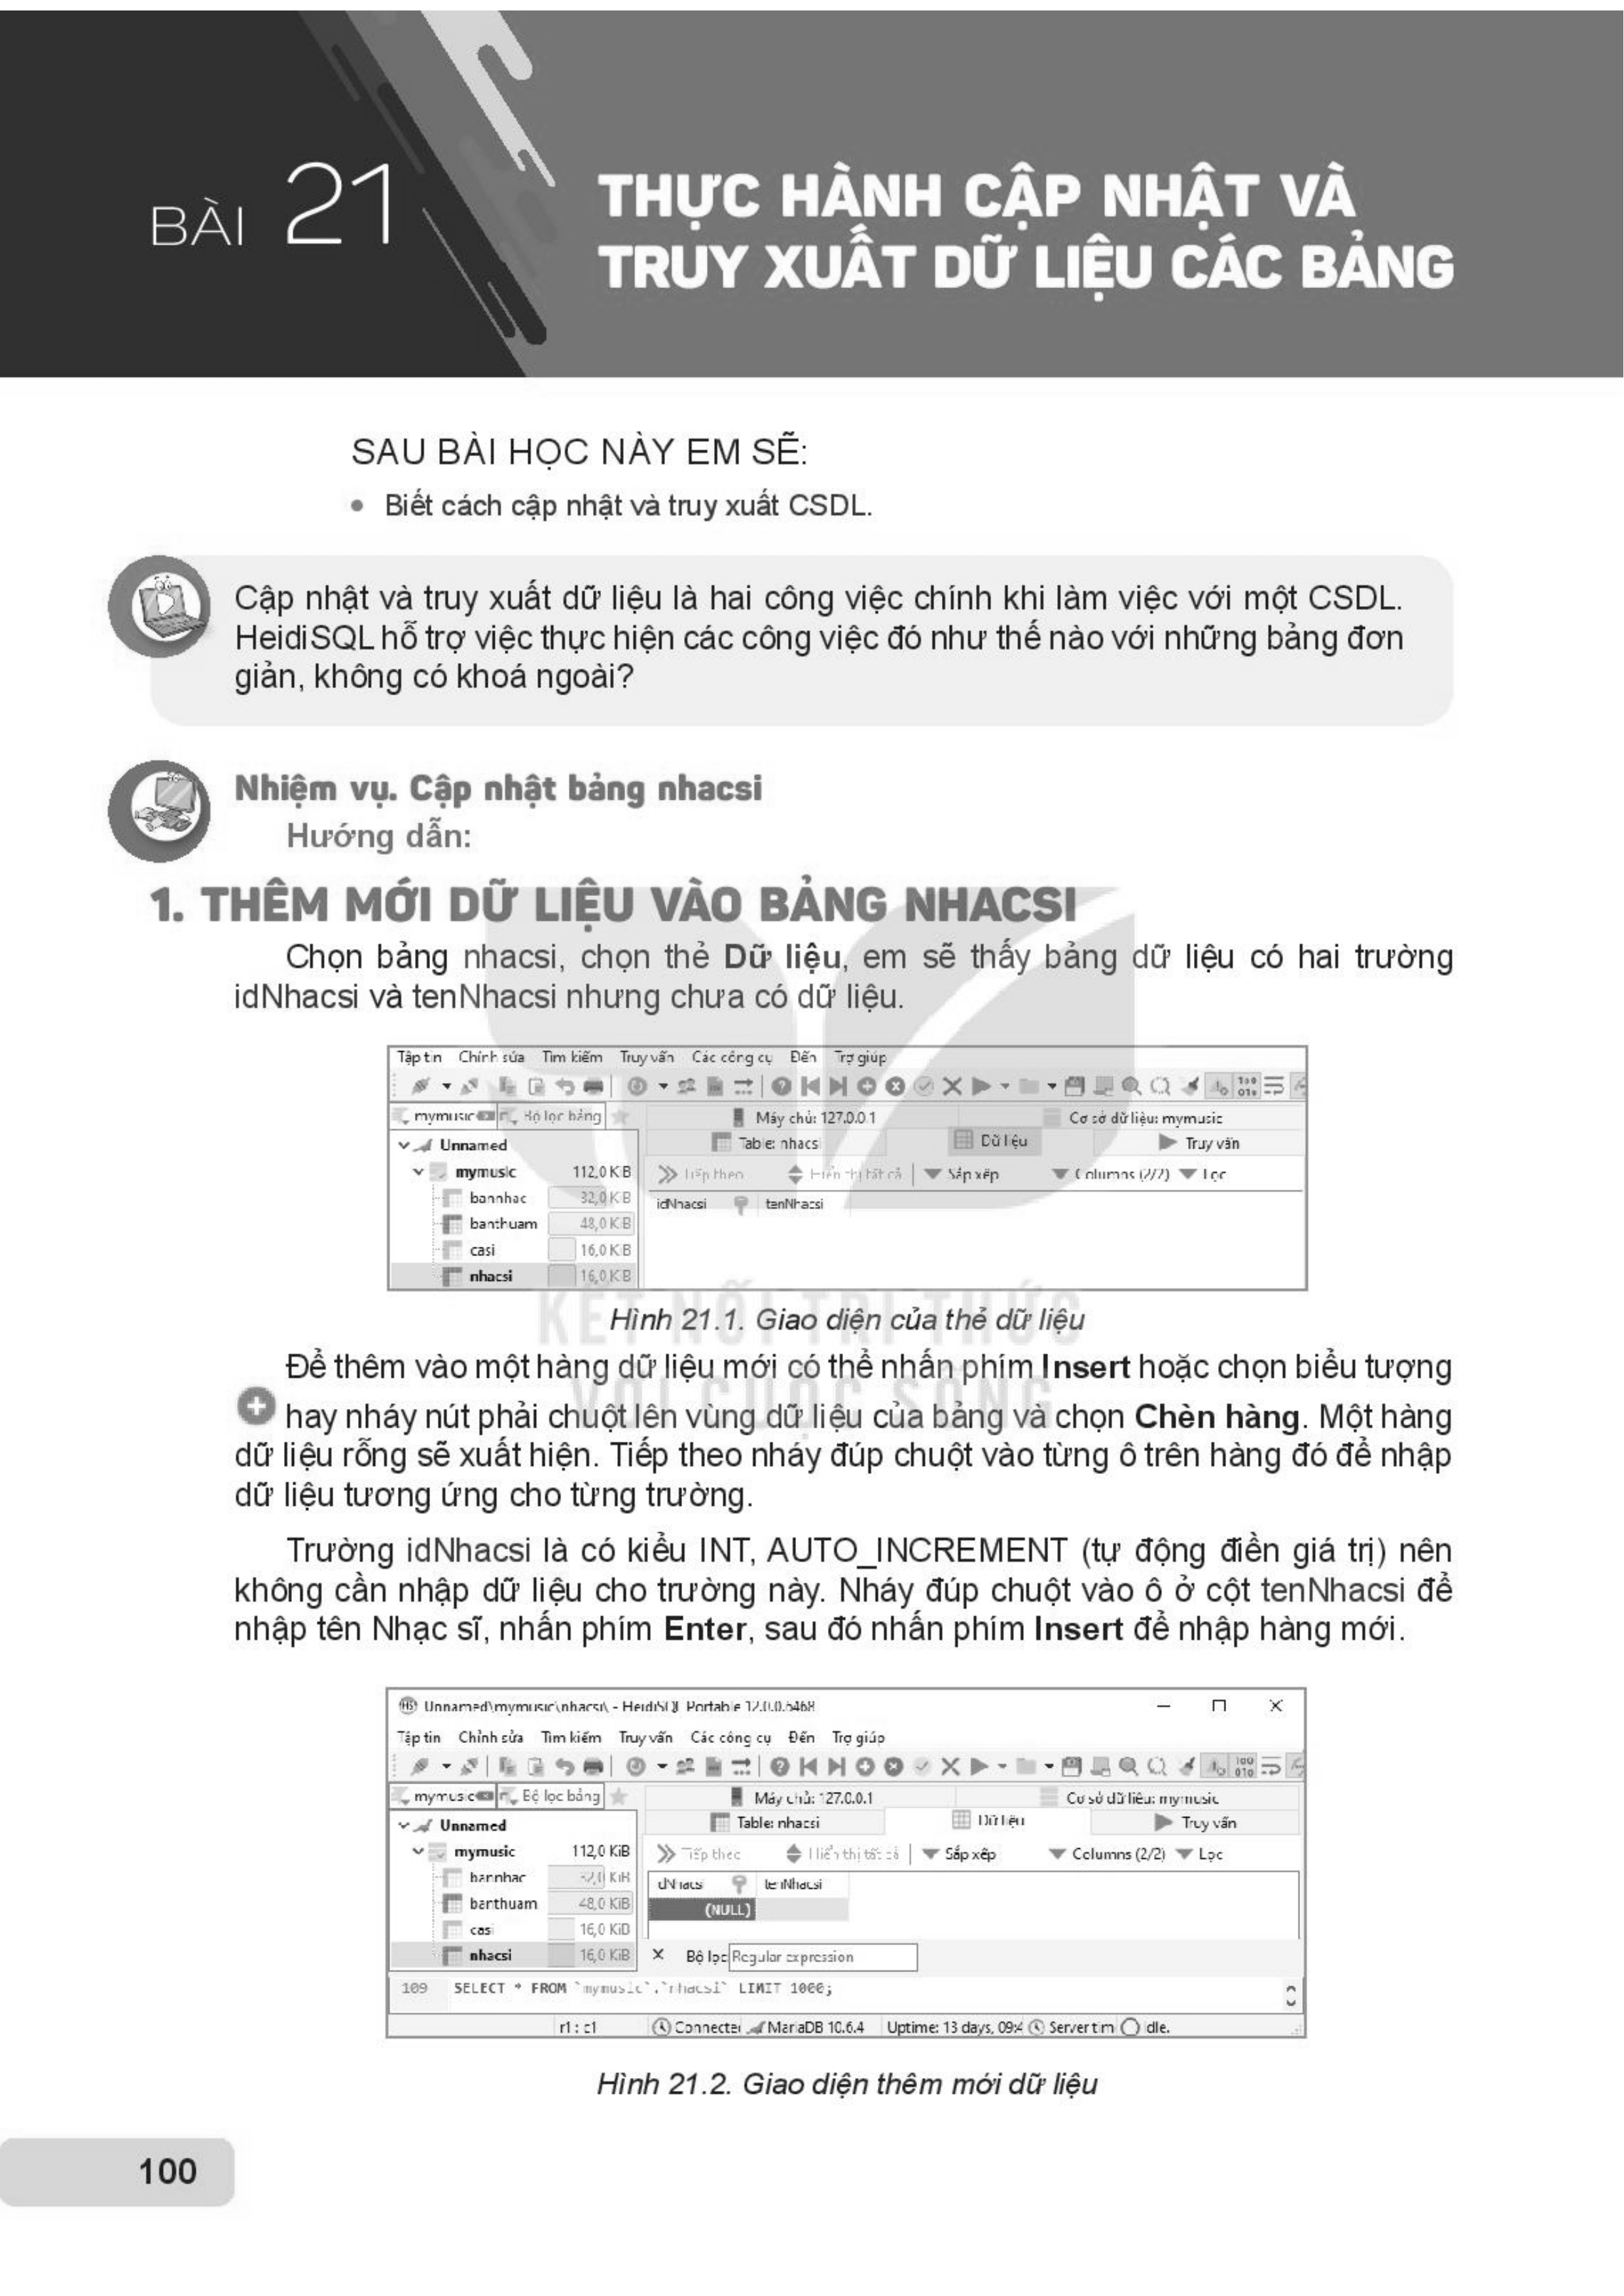 BÀI 21
THỰC HÀNH CẬP NHẬT VÀ
TRUY XUẤT DỮ LIỆU CÁC BẢNG
SAU BÀI HỌC NÀY EM SẼ:
• Biết cách cập nhật và truy xuất CSDL.
Cập nhật và truy xuất dữ liệu là hai công việc chính khi làm việc với một CSDL.
HeidiSQL hỗ trợ việc thực hiện các công việc đó như thế nào với những bảng đơn
giản, không có khoá ngoài?
Nhiệm vụ. Cập nhật bảng nhacsi
Hướng dẫn:
1. THÊM MỚI DỮ LIỆU VÀO BẢNG NHACSI
Chọn bảng nhacsi, chọn thẻ Dữ liệu, em sẽ thấy bảng dữ liệu có hai trường
idNhacsi và tenNhacsi nhưng chưa có dữ liệu.
Tập tin Chỉnh sửa Tìm kiếm Truy vấn Các công cụ Đến Trợ giúp
mymusic Bộ lọc bảng Máy chủ: 127.0.0.1 Cơ sở dữ liệu: mymusic
Unnamed Table: nhacsi Dữ liệu Truy vấn
mymusic 112,0 KiB Tiếp theo Hiển thị tất cả Sắp xếp Columns (2/2) Lọc
bannhac 32,0 KiB idNhacsi tenNhacsi
banthuam 48,0 KiB
casi 16,0 KiB
nhacsi 16,0 KiB
KẾT NỐI TRI THỨC
Hình 21.1. Giao diện của thẻ dữ liệu
Để thêm vào một hàng dữ liệu mới có thể nhấn phím Insert hoặc chọn biểu tượng
VỚI CUỘC SỐNG
hay nháy nút phải chuột lên vùng dữ liệu của bảng và chọn Chèn hàng. Một hàng
dữ liệu rỗng sẽ xuất hiện. Tiếp theo nháy đúp chuột vào từng ô trên hàng đó để nhập
dữ liệu tương ứng cho từng trường.
Trường idNhacsi là có kiểu INT, AUTO_INCREMENT (tự động điền giá trị) nên
không cần nhập dữ liệu cho trường này. Nháy đúp chuột vào ô ở cột tenNhacsi để
nhập tên Nhạc sĩ, nhấn phím Enter, sau đó nhấn phím Insert để nhập hàng mới.
Unnamed\mymusic\nhacsi\ - HeidiSQL Portable 12.0.0.6468
Tập tin Chỉnh sửa Tìm kiếm Truy vấn Các công cụ Đến Trợ giúp
mymusic Bộ lọc bảng Máy chủ: 127.0.0.1 Cơ sở dữ liệu: mymusic
Unnamed Table: nhacsi Dữ liệu Truy vấn
mymusic 112,0 KiB Tiếp theo Hiển thị tất cả Sắp xếp Columns (2/2) Lọc
bannhac 32,0 KiB idNhacsi tenNhacsi
banthuam 48,0 KiB (NULL)
casi 16,0 KiB
nhacsi 16,0 KiB Bộ lọc: Regular expression
109 SELECT * FROM `mymusic`.`nhacsi` LIMIT 1000;
r1 : c1 Connected MariaDB 10.6.4 Uptime: 13 days, 09:4 Server tim Idle.
Hình 21.2. Giao diện thêm mới dữ liệu
100